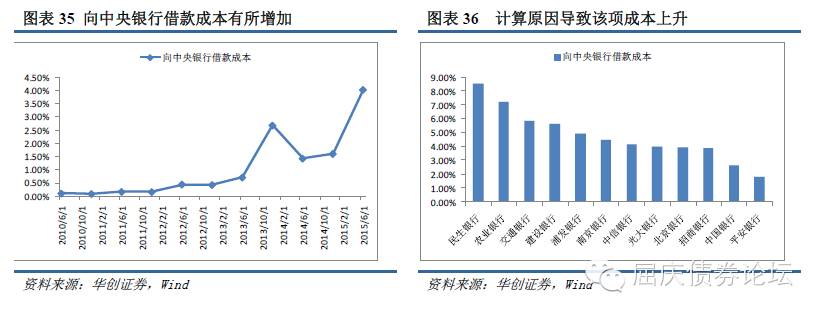 图表 35 向中央银行借款成本有所增加
向中央银行借款成本
4.50%
4.00%
3.50%
3.00%
2.50%
2.00%
1.50%
1.00%
0.50%
0.00%
2010/6/1
2010/10/1
2011/2/1
2011/6/1
2011/10/1
2012/2/1
2012/6/1
2012/10/1
2013/2/1
2013/6/1
2013/10/1
2014/2/1
2014/6/1
2014/10/1
2015/2/1
2015/6/1
资料来源：华创证券，Wind
图表 36 计算原因导致该项成本上升
向中央银行借款成本
9.00%
8.00%
7.00%
6.00%
5.00%
4.00%
3.00%
2.00%
1.00%
0.00%
民生银行
农业银行
交通银行
建设银行
浦发银行
南京银行
中信银行
光大银行
北京银行
招商银行
中国银行
平安银行
资料来源：华创证券，Wind
屈庆债券论坛